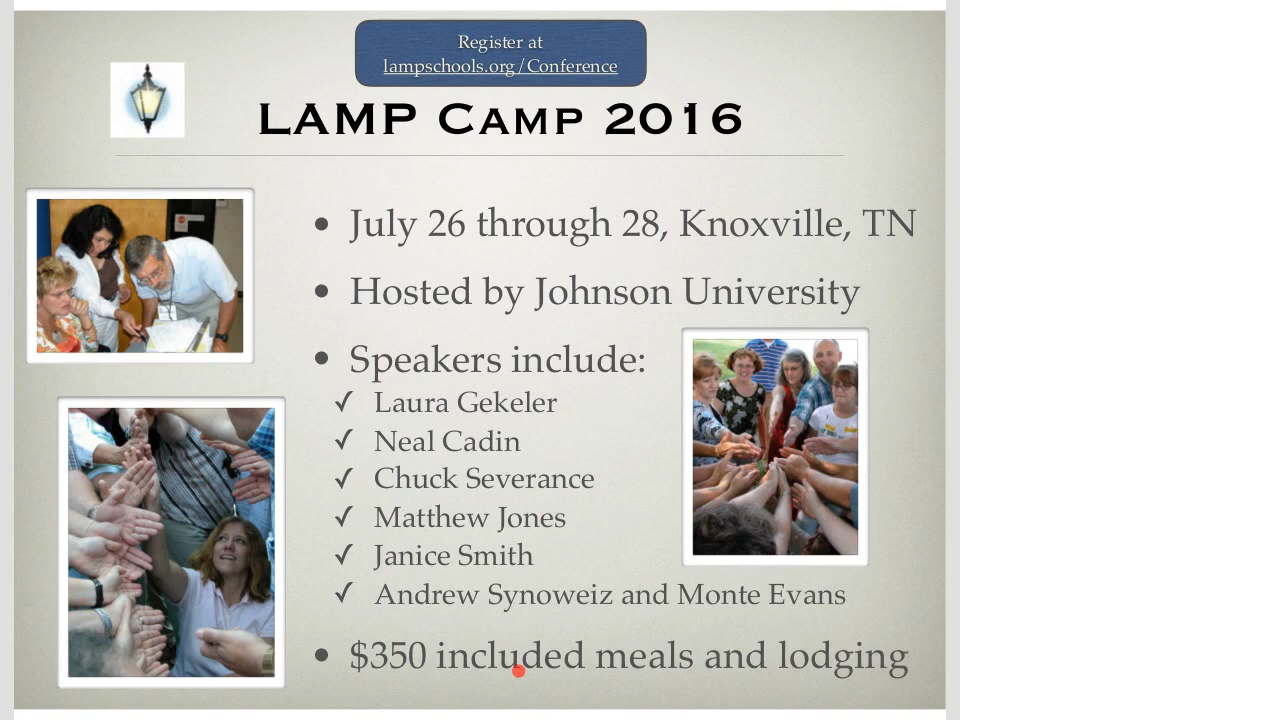 Register at
lampschools.org/Conference
LAMP Camp 2016
• July 26 through 28, Knoxville, TN
• Hosted by Johnson University
• Speakers include:
✓ Laura Gekeler
✓ Neal Cadin
✓ Chuck Severance
✓ Matthew Jones
✓ Janice Smith
✓ Andrew Synoweiz and Monte Evans
• $350 included meals and lodging